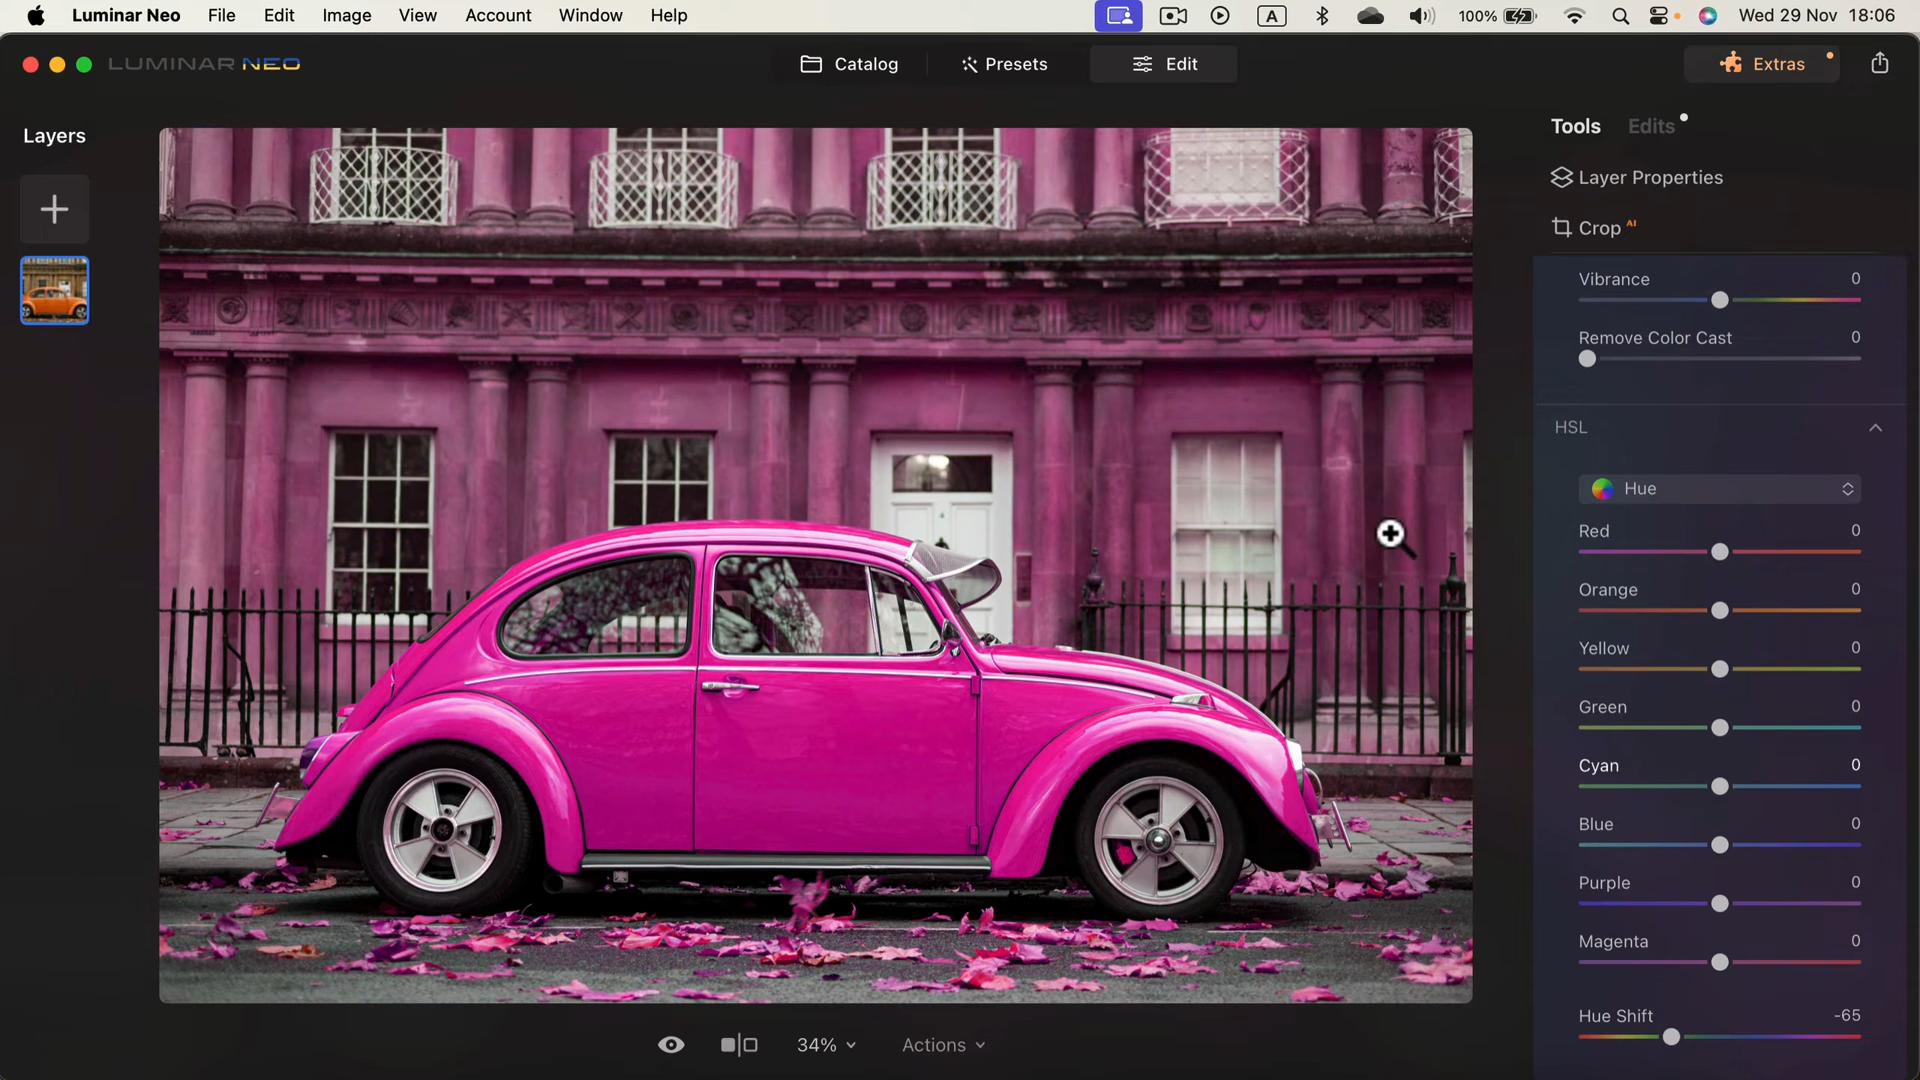 Luminar Neo File Edit Image View Account Window Help A 100% Wed 29 Nov 18:06
LUMINAR NEO Catalog Presets Edit Extras
Layers
Tools Edits
Layer Properties
Crop AI
Vibrance 0
Remove Color Cast 0
HSL
Hue
Red 0
Orange 0
Yellow 0
Green 0
Cyan 0
Blue 0
Purple 0
Magenta 0
Hue Shift -65
34% Actions